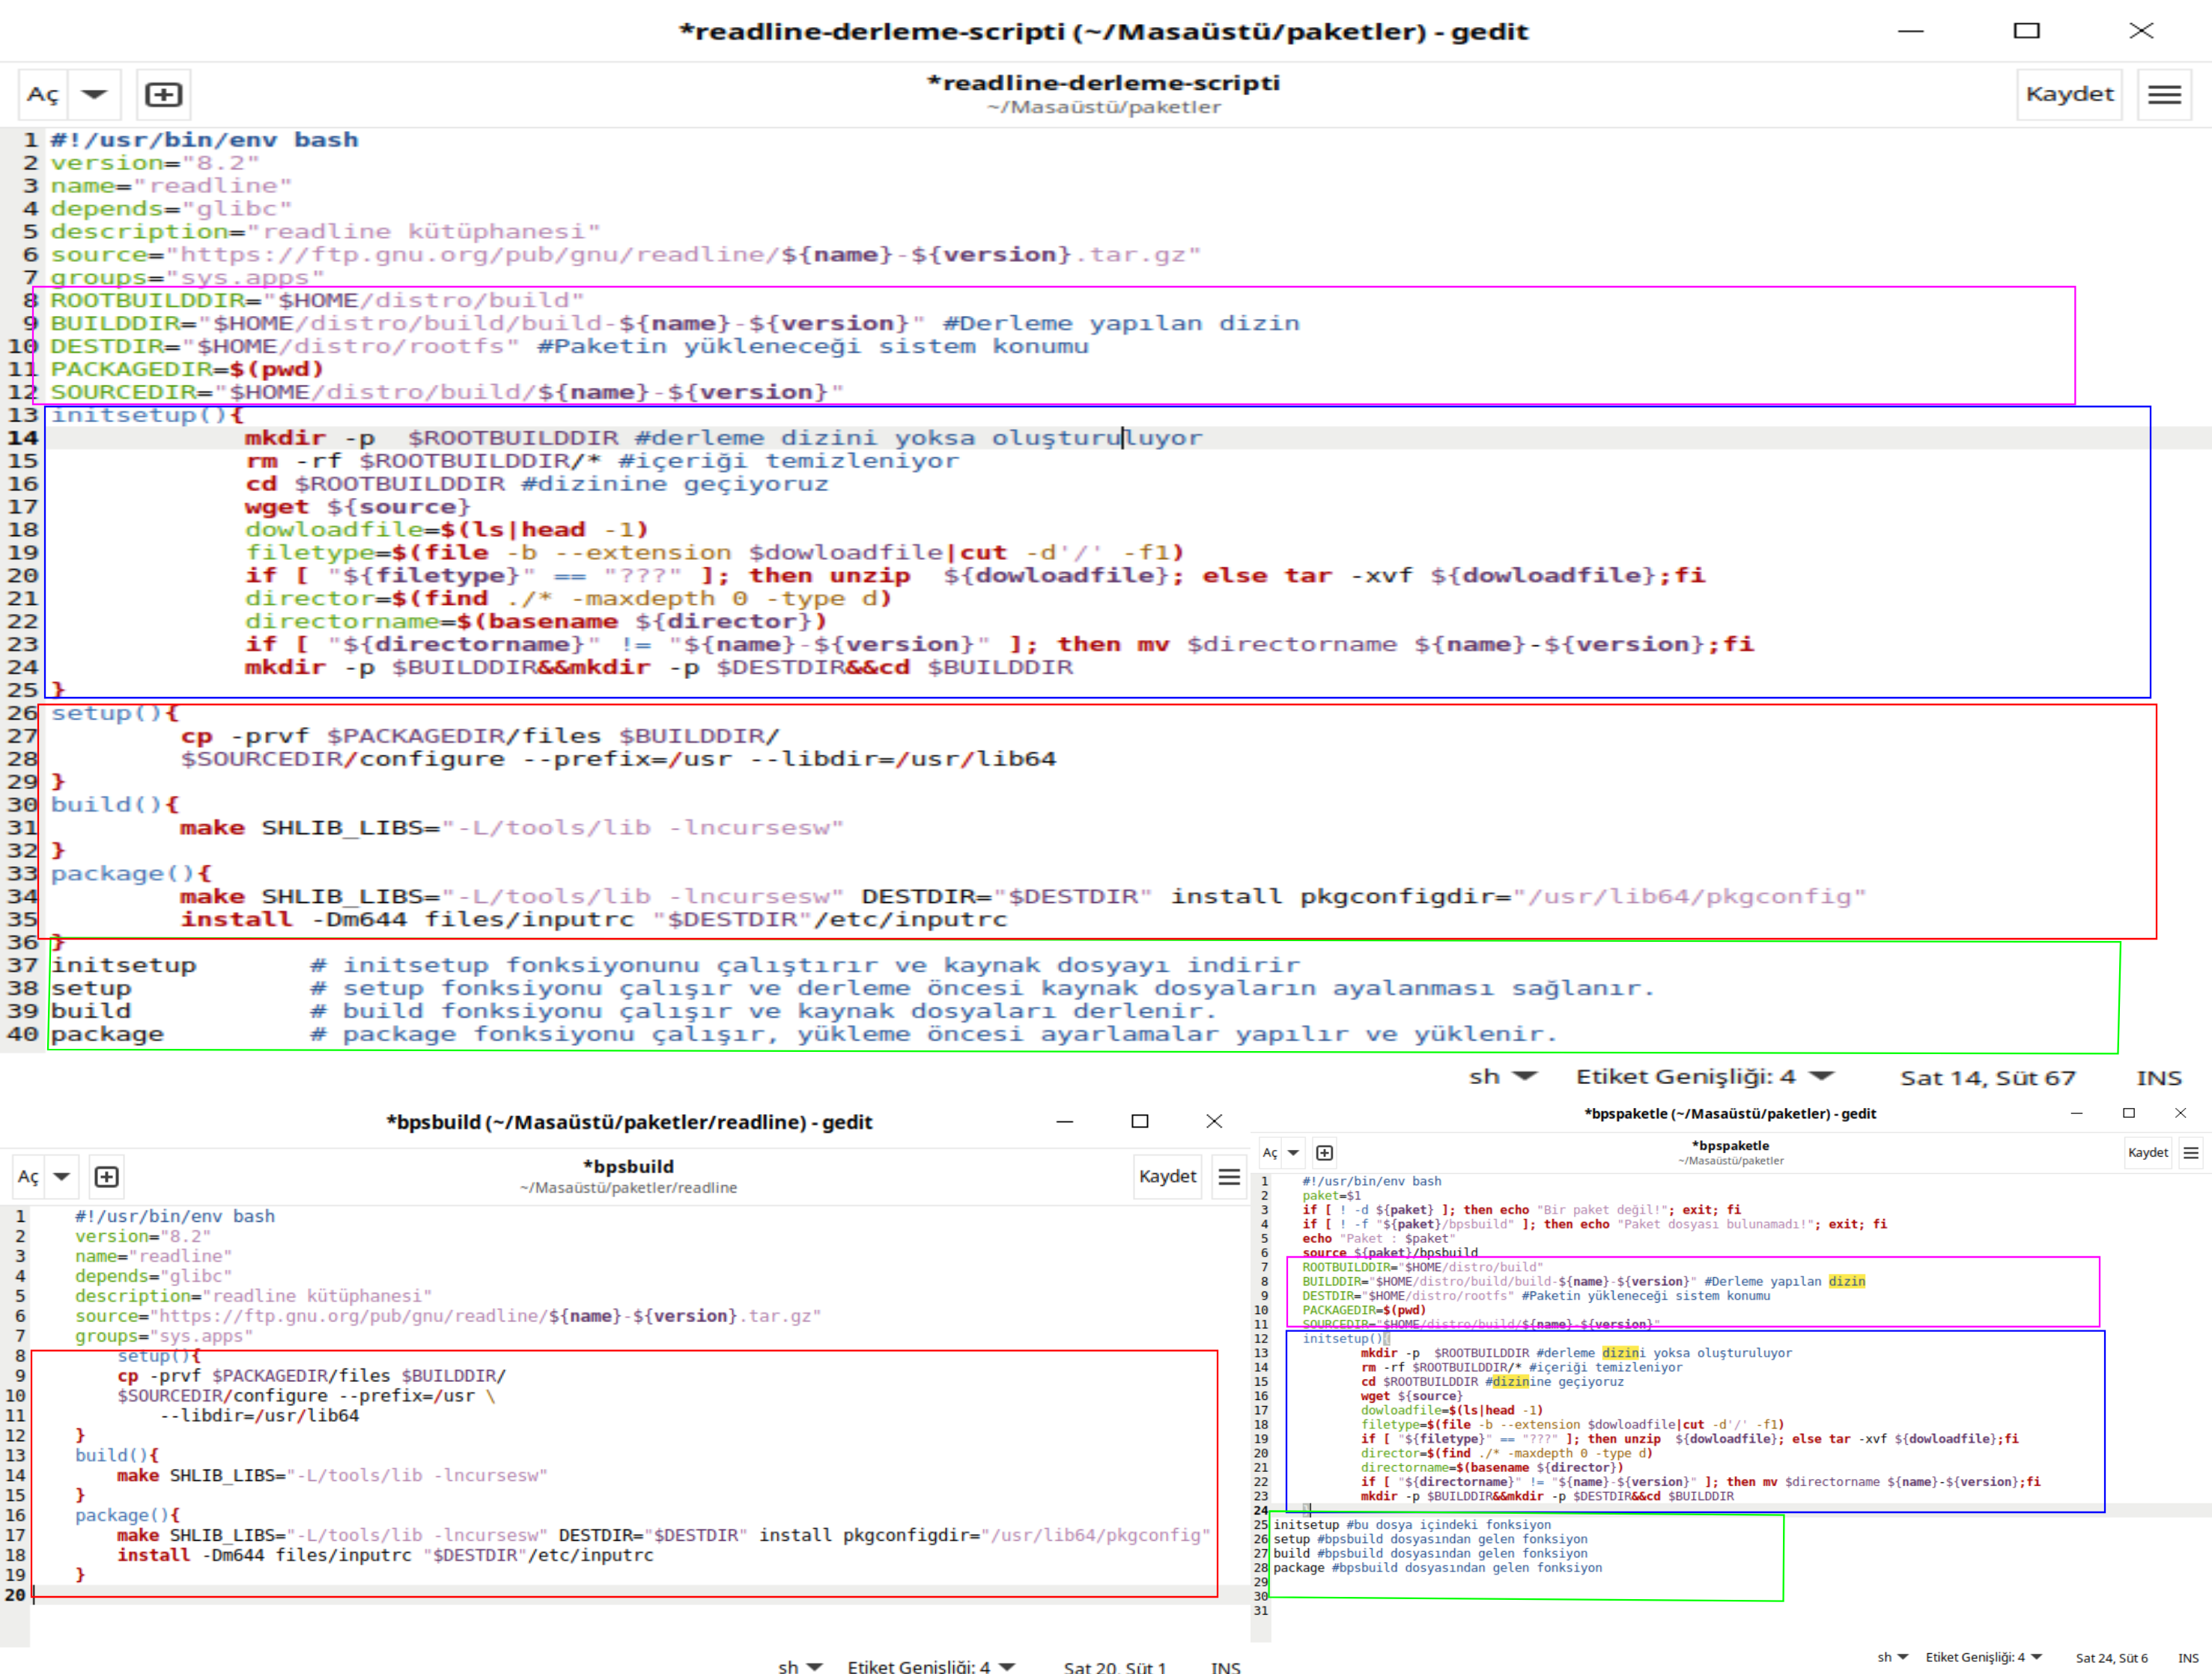 *readline-derleme-scripti (~/Masaüstü/paketler) - gedit
Aç
*readline-derleme-scripti
~/Masaüstü/paketler
Kaydet
1 #!/usr/bin/env bash
2 version="8.2"
3 name="readline"
4 depends="glibc"
5 description="readline kütüphanesi"
6 source="https://ftp.gnu.org/pub/gnu/readline/${name}-${version}.tar.gz"
7 groups="sys.apps"
8 ROOTBUILDDIR="$HOME/distro/build"
9 BUILDDIR="$HOME/distro/build/build-${name}-${version}" #Derleme yapılan dizin
10 DESTDIR="$HOME/distro/rootfs" #Paketin yükleneceği sistem konumu
11 PACKAGEDIR=$(pwd)
12 SOURCEDIR="$HOME/distro/build/${name}-${version}"
13 initsetup(){
14 mkdir -p  $ROOTBUILDDIR #derleme dizini yoksa oluşturuluyor
15 rm -rf $ROOTBUILDDIR/* #içeriği temizleniyor
16 cd $ROOTBUILDDIR #dizinine geçiyoruz
17 wget ${source}
18 dowloadfile=$(ls|head -1)
19 filetype=$(file -b --extension $dowloadfile|cut -d'/' -f1)
20 if [ "${filetype}" == "???" ]; then unzip  ${dowloadfile}; else tar -xvf ${dowloadfile};fi
21 director=$(find ./* -maxdepth 0 -type d)
22 directorname=$(basename ${director})
23 if [ "${directorname}" != "${name}-${version}" ]; then mv $directorname ${name}-${version};fi
24 mkdir -p $BUILDDIR&&mkdir -p $DESTDIR&&cd $BUILDDIR
25 }
26 setup(){
27 cp -prvf $PACKAGEDIR/files $BUILDDIR/
28 $SOURCEDIR/configure --prefix=/usr --libdir=/usr/lib64
29 }
30 build(){
31 make SHLIB_LIBS="-L/tools/lib -lncursesw"
32 }
33 package(){
34 make SHLIB_LIBS="-L/tools/lib -lncursesw" DESTDIR="$DESTDIR" install pkgconfigdir="/usr/lib64/pkgconfig"
35 install -Dm644 files/inputrc "$DESTDIR"/etc/inputrc
36 }
37 initsetup # initsetup fonksiyonunu çalıştırır ve kaynak dosyayı indirir
38 setup # setup fonksiyonu çalışır ve derleme öncesi kaynak dosyaların ayalanması sağlanır.
39 build # build fonksiyonu çalışır ve kaynak dosyaları derlenir.
40 package # package fonksiyonu çalışır, yükleme öncesi ayarlamalar yapılır ve yüklenir.
sh Etiket Genişliği: 4 Sat 14, Süt 67 INS
*bpsbuild (~/Masaüstü/paketler/readline) - gedit
Aç
*bpsbuild
~/Masaüstü/paketler/readline
Kaydet
1 #!/usr/bin/env bash
2 version="8.2"
3 name="readline"
4 depends="glibc"
5 description="readline kütüphanesi"
6 source="https://ftp.gnu.org/pub/gnu/readline/${name}-${version}.tar.gz"
7 groups="sys.apps"
8 setup(){
9 cp -prvf $PACKAGEDIR/files $BUILDDIR/
10 $SOURCEDIR/configure --prefix=/usr \
11 --libdir=/usr/lib64
12 }
13 build(){
14 make SHLIB_LIBS="-L/tools/lib -lncursesw"
15 }
16 package(){
17 make SHLIB_LIBS="-L/tools/lib -lncursesw" DESTDIR="$DESTDIR" install pkgconfigdir="/usr/lib64/pkgconfig"
18 install -Dm644 files/inputrc "$DESTDIR"/etc/inputrc
19 }
20
sh Etiket Genişliği: 4 Sat 20, Süt 1 INS
*bpspaketle (~/Masaüstü/paketler) - gedit
Aç
*bpspaketle
~/Masaüstü/paketler
Kaydet
1 #!/usr/bin/env bash
2 paket=$1
3 if [ ! -d ${paket} ]; then echo "Bir paket değil!"; exit; fi
4 if [ ! -f "${paket}/bpsbuild" ]; then echo "Paket dosyası bulunamadı!"; exit; fi
5 echo "Paket : $paket"
6 source ${paket}/bpsbuild
7 ROOTBUILDDIR="$HOME/distro/build"
8 BUILDDIR="$HOME/distro/build/build-${name}-${version}" #Derleme yapılan dizin
9 DESTDIR="$HOME/distro/rootfs" #Paketin yükleneceği sistem konumu
10 PACKAGEDIR=$(pwd)
11 SOURCEDIR="$HOME/distro/build/${name}-${version}"
12 initsetup(){
13 mkdir -p  $ROOTBUILDDIR #derleme dizini yoksa oluşturuluyor
14 rm -rf $ROOTBUILDDIR/* #içeriği temizleniyor
15 cd $ROOTBUILDDIR #dizinine geçiyoruz
16 wget ${source}
17 dowloadfile=$(ls|head -1)
18 filetype=$(file -b --extension $dowloadfile|cut -d'/' -f1)
19 if [ "${filetype}" == "???" ]; then unzip  ${dowloadfile}; else tar -xvf ${dowloadfile};fi
20 director=$(find ./* -maxdepth 0 -type d)
21 directorname=$(basename ${director})
22 if [ "${directorname}" != "${name}-${version}" ]; then mv $directorname ${name}-${version};fi
23 mkdir -p $BUILDDIR&&mkdir -p $DESTDIR&&cd $BUILDDIR
24 }
25 initsetup #bu dosya içindeki fonksiyon
26 setup #bpsbuild dosyasından gelen fonksiyon
27 build #bpsbuild dosyasından gelen fonksiyon
28 package #bpsbuild dosyasından gelen fonksiyon
29
30
31
sh Etiket Genişliği: 4 Sat 24, Süt 6 INS